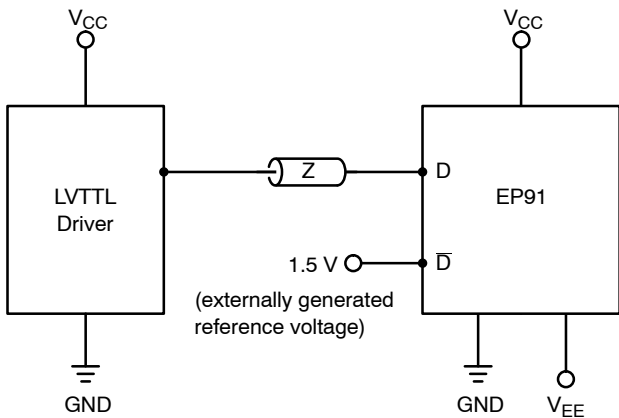 VCC
VCC
LVTTL
Driver
Z
D
EP91
1.5 V
D̅
(externally generated
reference voltage)
GND
GND
VEE